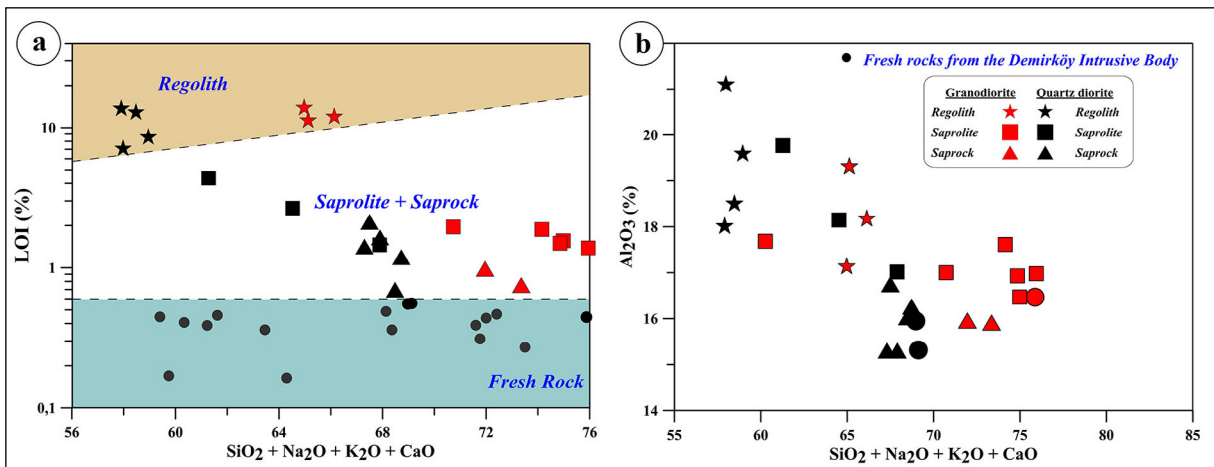 a
Regolith
Saprolite + Saprock
Fresh Rock
LOI (%)
10
1
0,1
56
60
64
68
72
76
SiO2 + Na2O + K2O + CaO
b
Fresh rocks from the Demirköy Intrusive Body
Granodiorite Quartz diorite
Regolith Regolith
Saprolite Saprolite
Saprock Saprock
Al2O3 (%)
20
18
16
14
55
60
65
70
75
80
85
SiO2 + Na2O + K2O + CaO